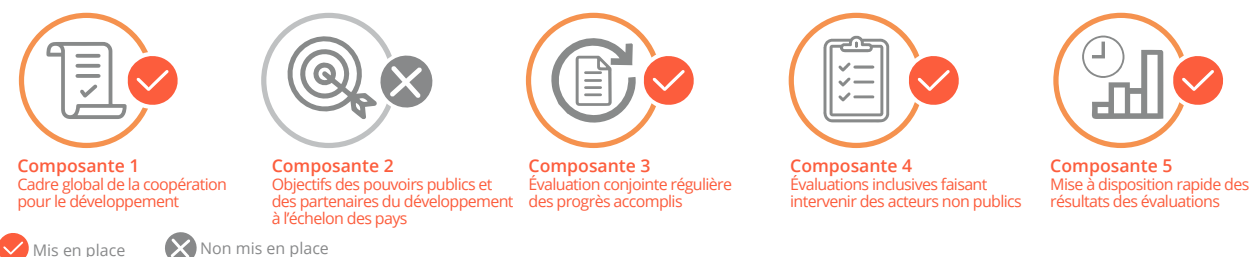 Composante 1
Cadre global de la coopération
pour le développement
Composante 2
Objectifs des pouvoirs publics et
des partenaires du développement
à l’échelon des pays
Composante 3
Évaluation conjointe régulière
des progrès accomplis
Composante 4
Évaluations inclusives faisant
intervenir des acteurs non publics
Composante 5
Mise à disposition rapide des
résultats des évaluations
Mis en place
Non mis en place